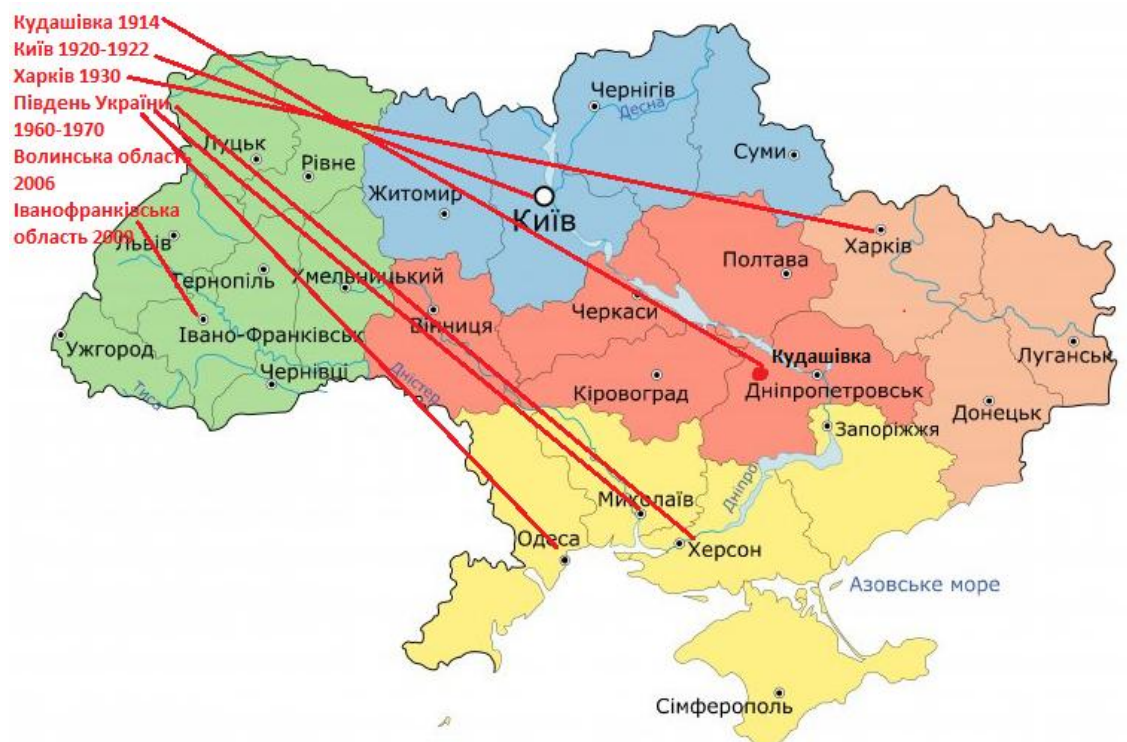 Кудашівка 1914
Київ 1920-1922
Харків 1930
Південь України
1960-1970
Волинська область
2006
Іванофранківська
область 2009
Чернігів
Десна
Луцьк
Рівне
Суми
Житомир
Київ
Львів
Харків
Тернопіль
Хмельницький
Полтава
Черкаси
Вінниця
Івано-Франківськ
Ужгород
Луганськ
Кудашівка
Чернівці
Тиса
Дністер
Кіровоград
Дніпропетровськ
Донецьк
Запоріжжя
Дніпро
Миколаїв
Одеса
Херсон
Азовське море
Сімферополь